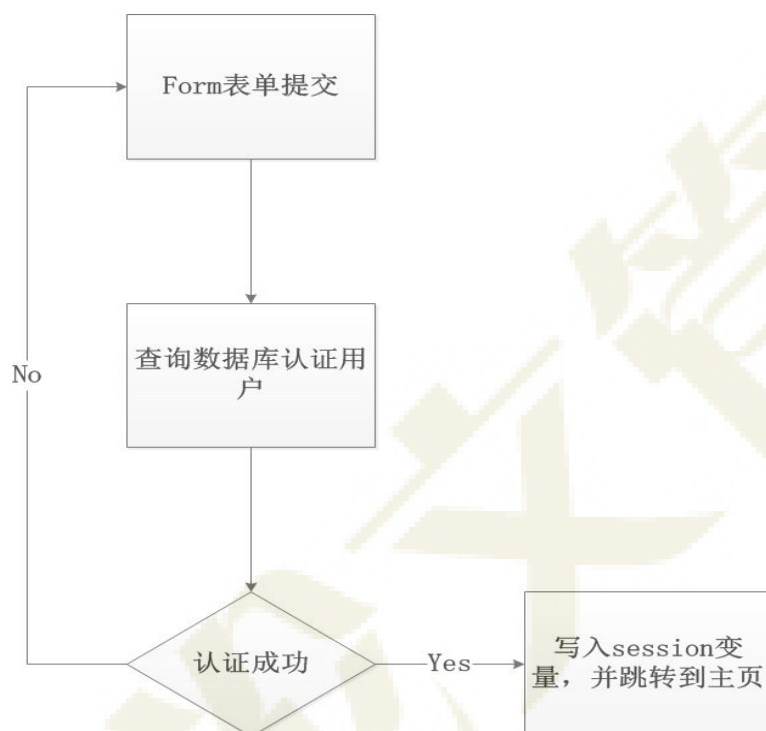 Form表单提交
查询数据库认证用
户
No
认证成功
Yes
写入session变
量，并跳转到主页